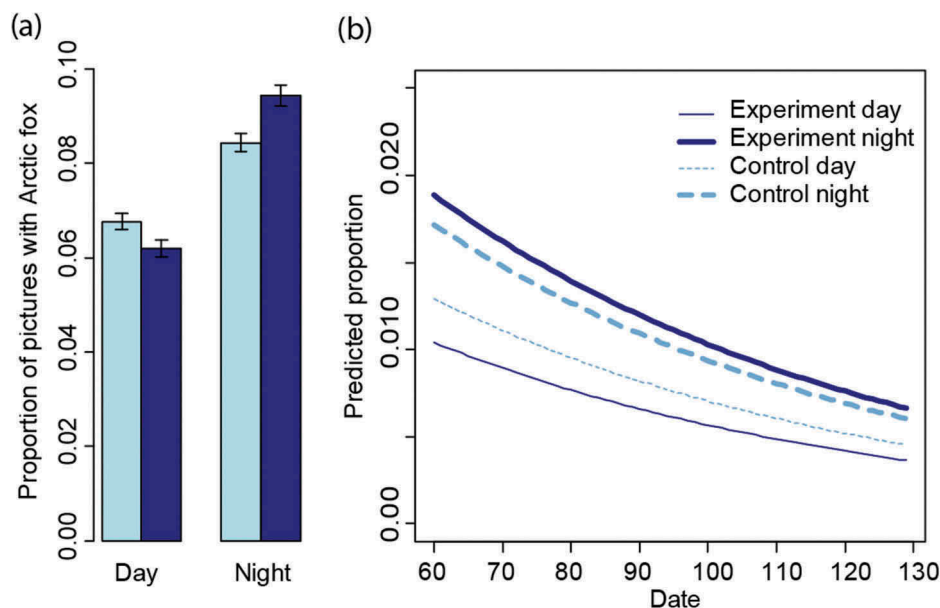 (a)
Proportion of pictures with Arctic fox
0.00 0.02 0.04 0.06 0.08 0.10
Day Night
(b)
Predicted proportion
0.00 0.010 0.020
Experiment day
Experiment night
Control day
Control night
60 70 80 90 100 110 120 130
Date